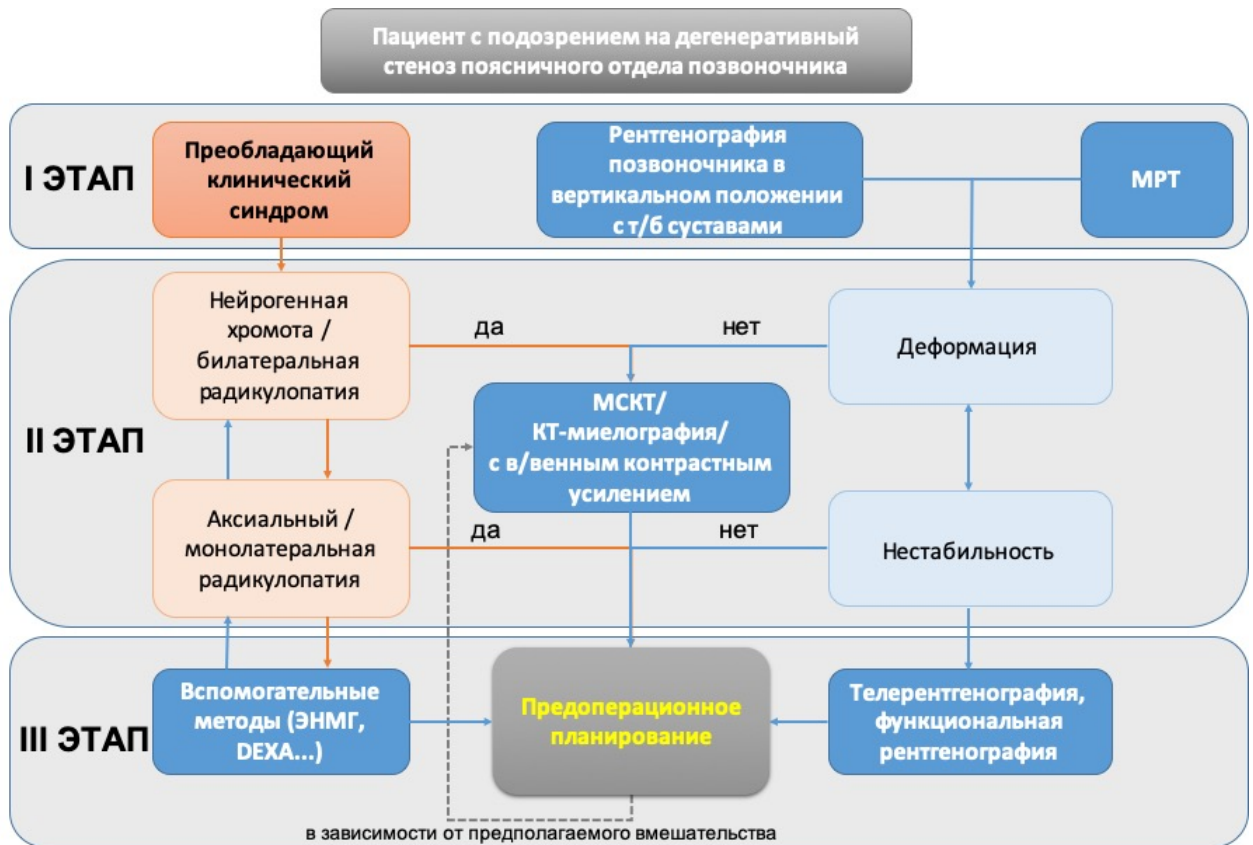 Пациент с подозрением на дегенеративный
стеноз поясничного отдела позвоночника
I ЭТАП
Преобладающий
клинический
синдром
Рентгенография
позвоночника в
вертикальном положении
с т/б суставами
МРТ
II ЭТАП
Нейрогенная
хромота /
билатеральная
радикулопатия
да
нет
Деформация
МСКТ/
КТ-миелография/
с в/венным контрастным
усилением
Аксиальный /
монолатеральная
радикулопатия
да
нет
Нестабильность
III ЭТАП
Вспомогательные
методы (ЭНМГ,
DEXA...)
Предоперационное
планирование
Телерентгенография,
функциональная
рентгенография
в зависимости от предполагаемого вмешательства